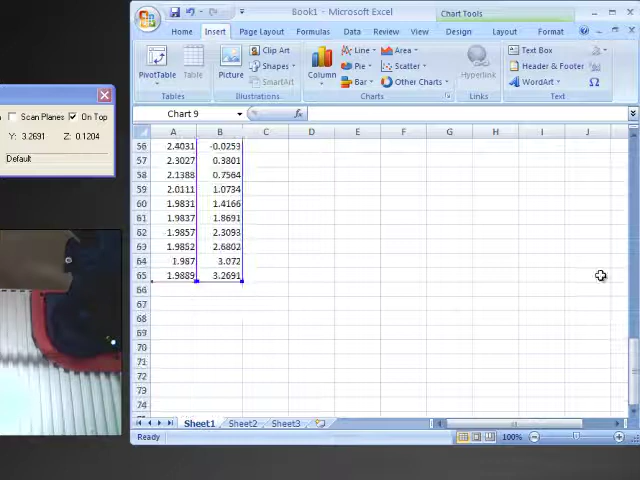 Book1 - Microsoft Excel
Chart Tools
Home Insert Page Layout Formulas Data Review View Design Layout Format
PivotTable
Table
Tables
Picture
Clip Art
Shapes
SmartArt
Illustrations
Column
Line
Pie
Bar
Area
Scatter
Other Charts
Charts
Hyperlink
Links
Text Box
Header & Footer
WordArt
Ω
Text
Chart 9
fx
Scan Planes On Top
Y: 3.2691 Z: 0.1204
Default
A B C D E F G H I J
56 2.4031 -0.0253
57 2.3027 0.3801
58 2.1388 0.7564
59 2.0111 1.0734
60 1.9831 1.4166
61 1.9837 1.8691
62 1.9857 2.3093
63 1.9852 2.6802
64 1.987 3.072
65 1.9889 3.2691
66
67
68
69
70
71
72
73
74
Sheet1 Sheet2 Sheet3
Ready
100%